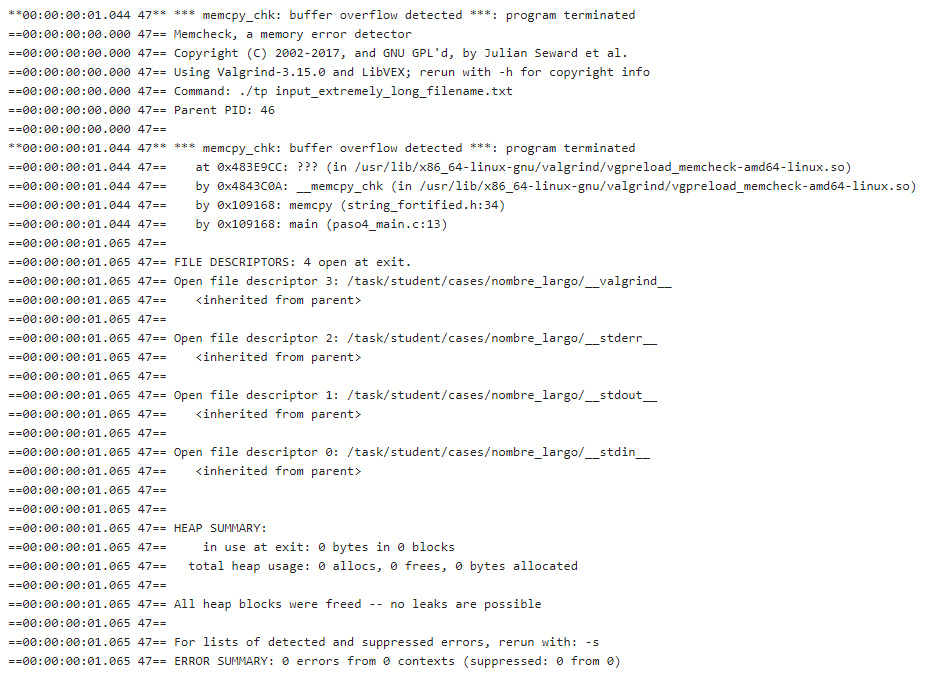 **00:00:00:01.044 47** *** memcpy_chk: buffer overflow detected ***: program terminated
==00:00:00:00.000 47== Memcheck, a memory error detector
==00:00:00:00.000 47== Copyright (C) 2002-2017, and GNU GPL'd, by Julian Seward et al.
==00:00:00:00.000 47== Using Valgrind-3.15.0 and LibVEX; rerun with -h for copyright info
==00:00:00:00.000 47== Command: ./tp input_extremely_long_filename.txt
==00:00:00:00.000 47== Parent PID: 46
==00:00:00:00.000 47==
**00:00:00:01.044 47** *** memcpy_chk: buffer overflow detected ***: program terminated
==00:00:00:01.044 47==    at 0x483E9CC: ??? (in /usr/lib/x86_64-linux-gnu/valgrind/vgpreload_memcheck-amd64-linux.so)
==00:00:00:01.044 47==    by 0x4843C0A: __memcpy_chk (in /usr/lib/x86_64-linux-gnu/valgrind/vgpreload_memcheck-amd64-linux.so)
==00:00:00:01.044 47==    by 0x109168: memcpy (string_fortified.h:34)
==00:00:00:01.044 47==    by 0x109168: main (paso4_main.c:13)
==00:00:00:01.065 47==
==00:00:00:01.065 47== FILE DESCRIPTORS: 4 open at exit.
==00:00:00:01.065 47== Open file descriptor 3: /task/student/cases/nombre_largo/__valgrind__
==00:00:00:01.065 47==    <inherited from parent>
==00:00:00:01.065 47==
==00:00:00:01.065 47== Open file descriptor 2: /task/student/cases/nombre_largo/__stderr__
==00:00:00:01.065 47==    <inherited from parent>
==00:00:00:01.065 47==
==00:00:00:01.065 47== Open file descriptor 1: /task/student/cases/nombre_largo/__stdout__
==00:00:00:01.065 47==    <inherited from parent>
==00:00:00:01.065 47==
==00:00:00:01.065 47== Open file descriptor 0: /task/student/cases/nombre_largo/__stdin__
==00:00:00:01.065 47==    <inherited from parent>
==00:00:00:01.065 47==
==00:00:00:01.065 47==
==00:00:00:01.065 47== HEAP SUMMARY:
==00:00:00:01.065 47==     in use at exit: 0 bytes in 0 blocks
==00:00:00:01.065 47==   total heap usage: 0 allocs, 0 frees, 0 bytes allocated
==00:00:00:01.065 47==
==00:00:00:01.065 47== All heap blocks were freed -- no leaks are possible
==00:00:00:01.065 47==
==00:00:00:01.065 47== For lists of detected and suppressed errors, rerun with: -s
==00:00:00:01.065 47== ERROR SUMMARY: 0 errors from 0 contexts (suppressed: 0 from 0)